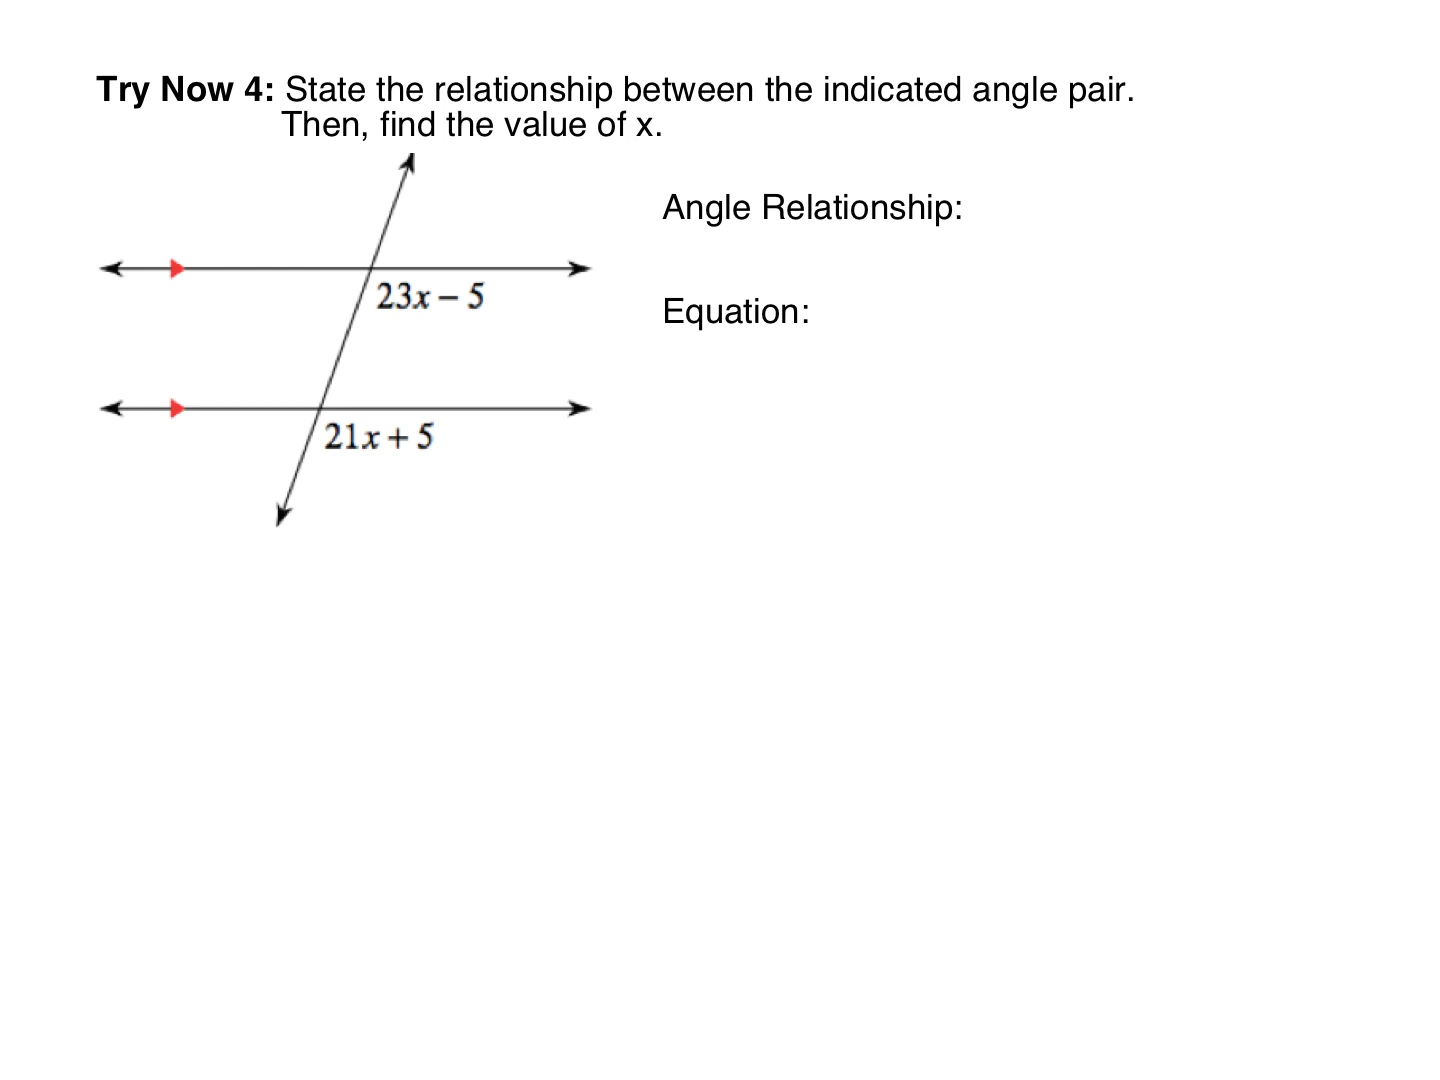 Try Now 4: State the relationship between the indicated angle pair.
Then, find the value of x.
Angle Relationship:
23x – 5
Equation:
21x + 5